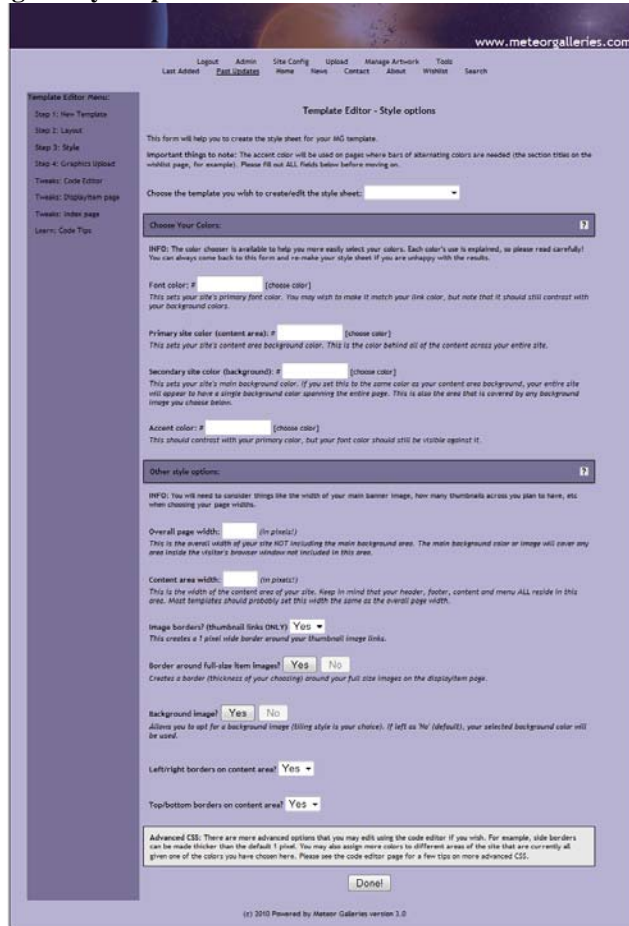 www.meteorgalleries.com
Logout Admin Site Config Upload Manage Artwork Tools
Last Added Past Updates Home News Contact About Wishlist Search
Template Editor Menu:
Step 1: New Template
Step 2: Layout
Step 3: Style
Step 4: Graphics Upload
Tweaks: Code Editor
Tweaks: Displayitem page
Tweaks: Index page
Learn: Code Tips
Template Editor - Style options
This form will help you to create the style sheet for your MG template.
Important things to note: The accent color will be used on pages where bars of alternating colors are needed (the section titles on the
wishlist page, for example). Please fill out ALL fields below before moving on.
Choose the template you wish to create/edit the style sheet:
Choose Your Colors: ?
INFO: The color chooser is available to help you more easily select your colors. Each color's use is explained, so please read carefully!
You can always come back to this form and re-make your style sheet if you are unhappy with the results.
Font color: # [choose color]
This sets your site's primary font color. You may wish to make it match your link color, but note that it should still contrast with
your background colors.
Primary site color (content area): # [choose color]
This sets your site's content area background color. This is the color behind all of the content across your entire site.
Secondary site color (background): # [choose color]
This sets your site's main background color. If you set this to the same color as your content area background, your entire site
will appear to have a single background color spanning the entire page. This is also the area that is covered by any background
image you choose below.
Accent color: # [choose color]
This should contrast with your primary color, but your font color should still be visible against it.
Other style options: ?
INFO: You will need to consider things like the width of your main banner image, how many thumbnails across you plan to have, etc
when choosing your page widths.
Overall page width: (in pixels!)
This is the overall width of your site NOT including the main background area. The main background color or image will cover any
area inside the visitor's browser window not included in this area.
Content area width: (in pixels!)
This is the width of the content area of your site. Keep in mind that your header, footer, content and menu ALL reside in this
area. Most templates should probably set this width the same as the overall page width.
Image borders? (thumbnail links ONLY) Yes
This creates a 1 pixel wide border around your thumbnail image links.
Border around full-size item images? Yes No
Creates a border (thickness of your choosing) around your full size images on the displayitem page.
Background image? Yes No
Allows you to opt for a background image (tiling style is your choice). If left as 'No' (default), your selected background color will
be used.
Left/right borders on content area? Yes
Top/bottom borders on content area? Yes
Advanced CSS: There are more advanced options that you may edit using the code editor if you wish. For example, side borders
can be made thicker than the default 1 pixel. You may also assign more colors to different areas of the site that are currently all
given one of the colors you have chosen here. Please see the code editor page for a few tips on more advanced CSS.
Done!
(c) 2010 Powered by Meteor Galleries version 3.0